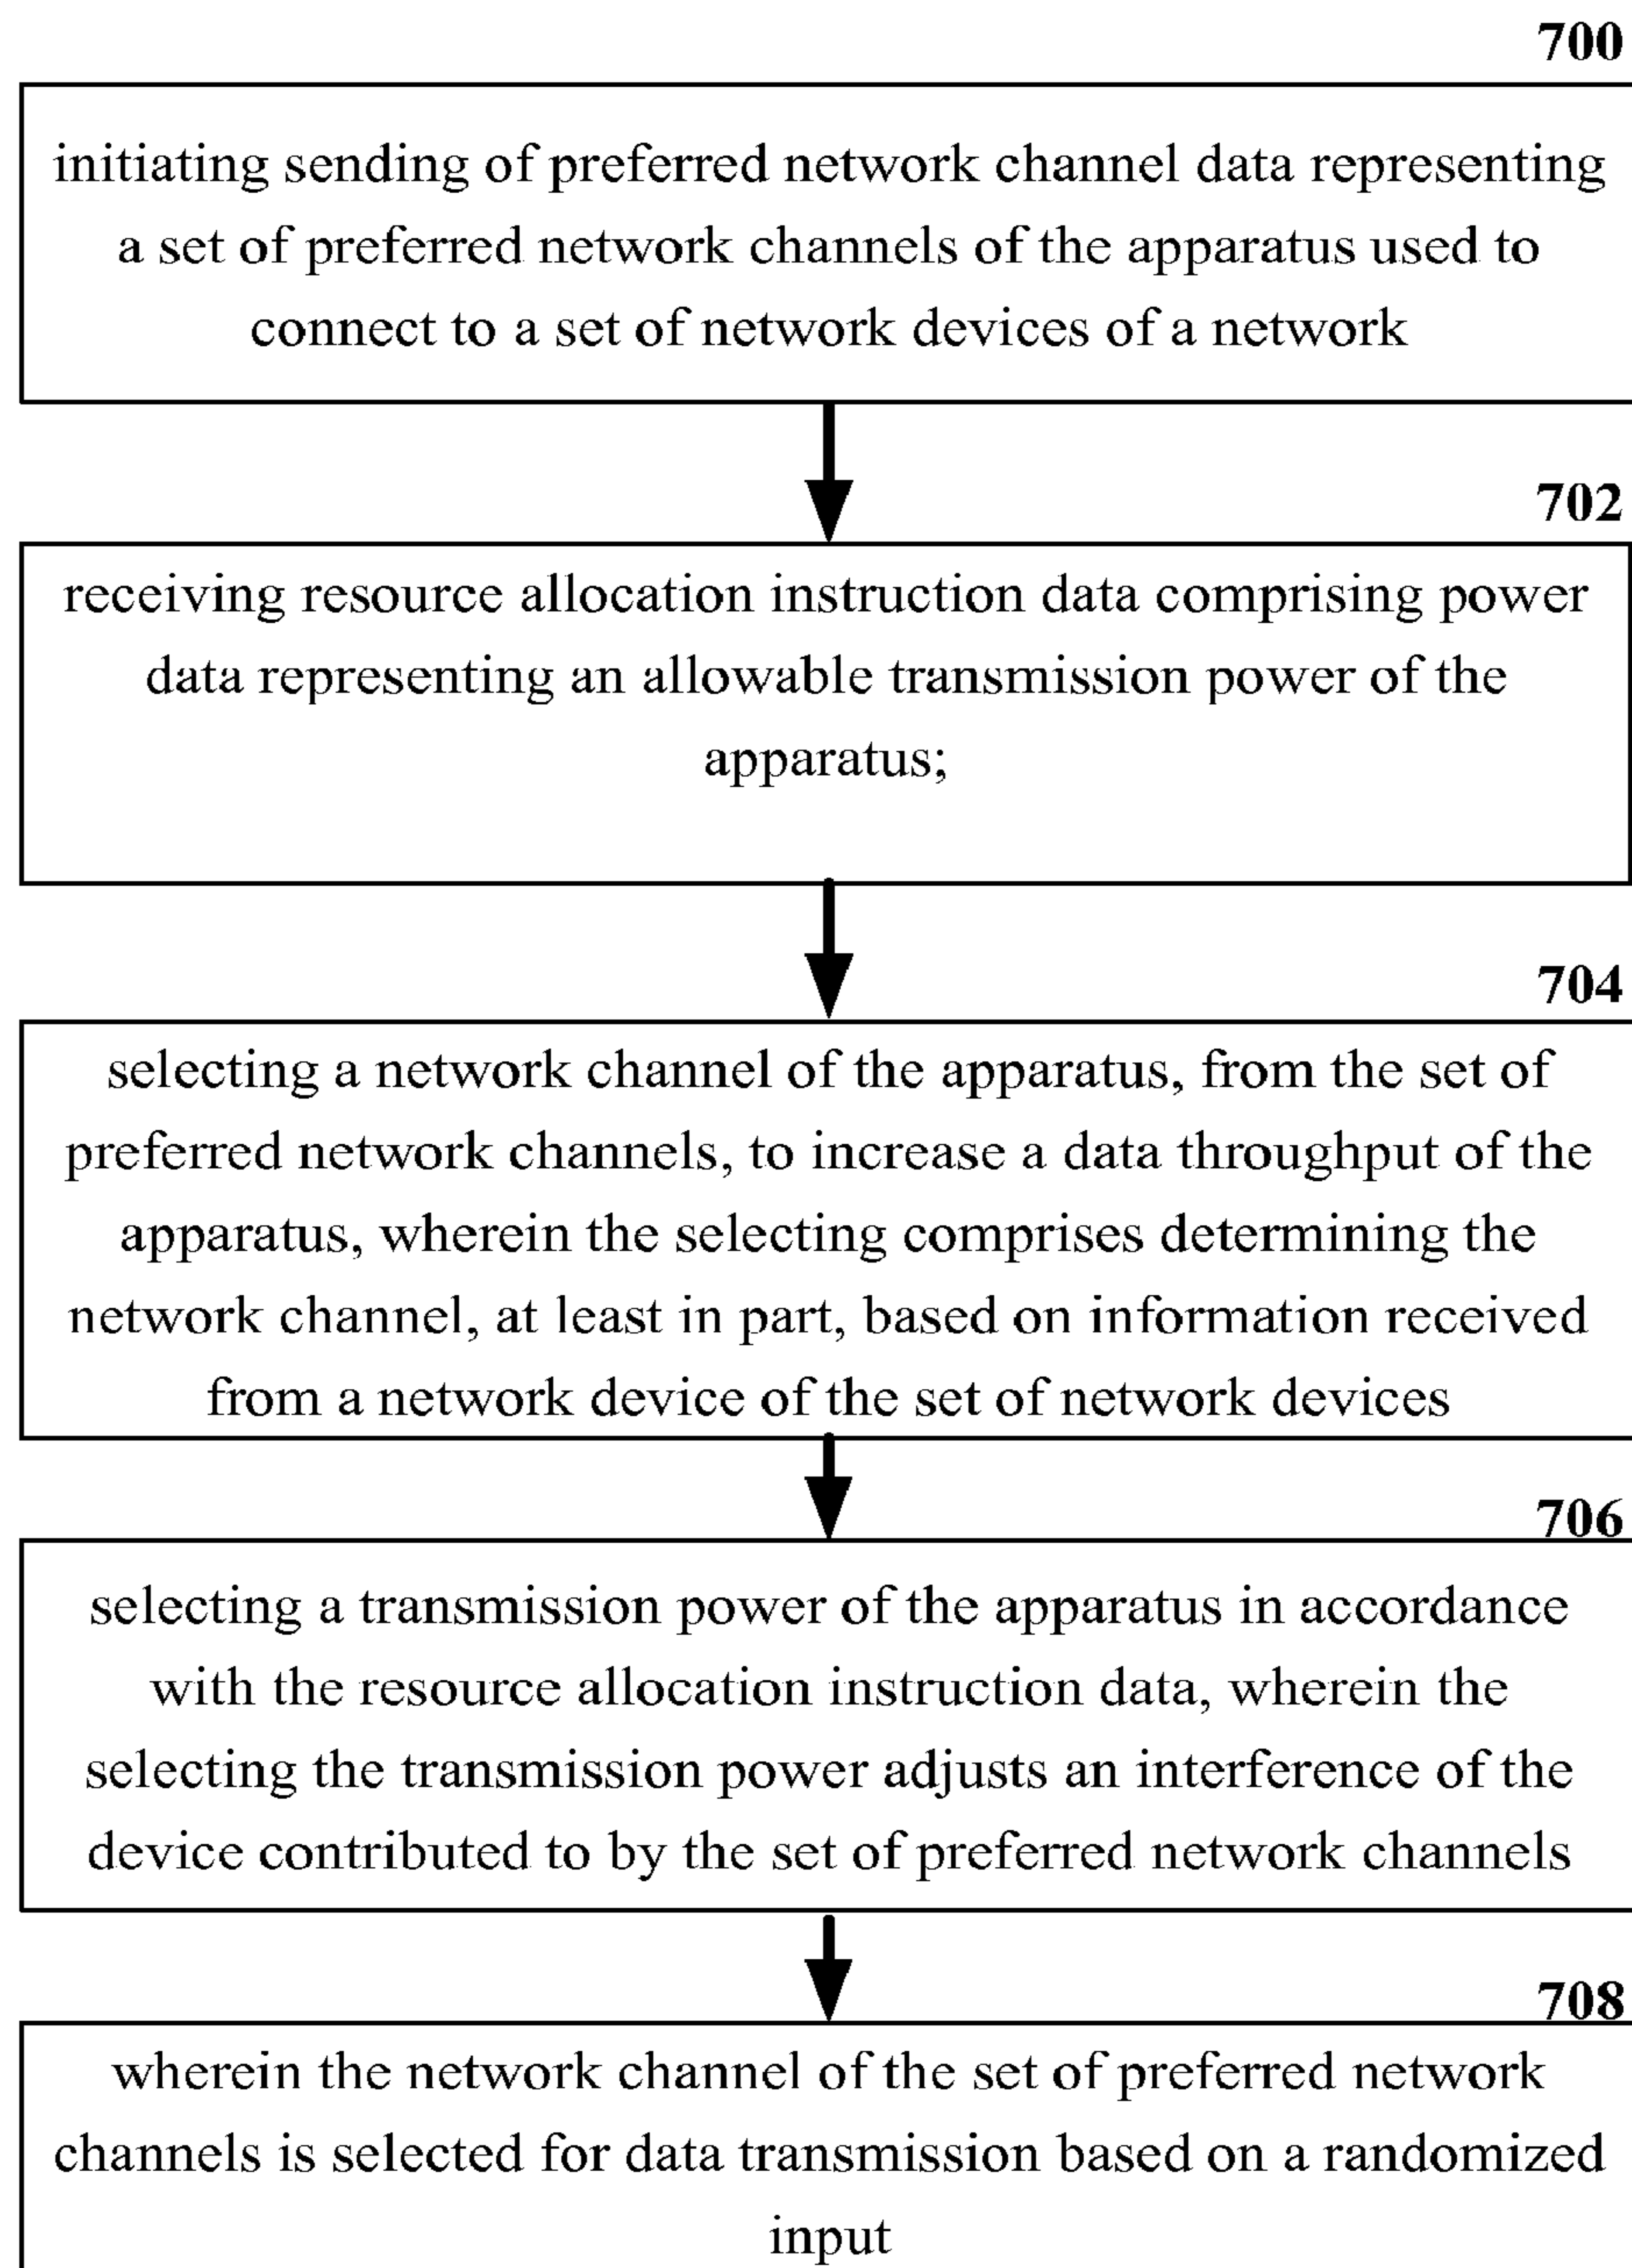 700
initiating sending of preferred network channel data representing
a set of preferred network channels of the apparatus used to
connect to a set of network devices of a network
702
receiving resource allocation instruction data comprising power
data representing an allowable transmission power of the
apparatus;
704
selecting a network channel of the apparatus, from the set of
preferred network channels, to increase a data throughput of the
apparatus, wherein the selecting comprises determining the
network channel, at least in part, based on information received
from a network device of the set of network devices
706
selecting a transmission power of the apparatus in accordance
with the resource allocation instruction data, wherein the
selecting the transmission power adjusts an interference of the
device contributed to by the set of preferred network channels
708
wherein the network channel of the set of preferred network
channels is selected for data transmission based on a randomized
input